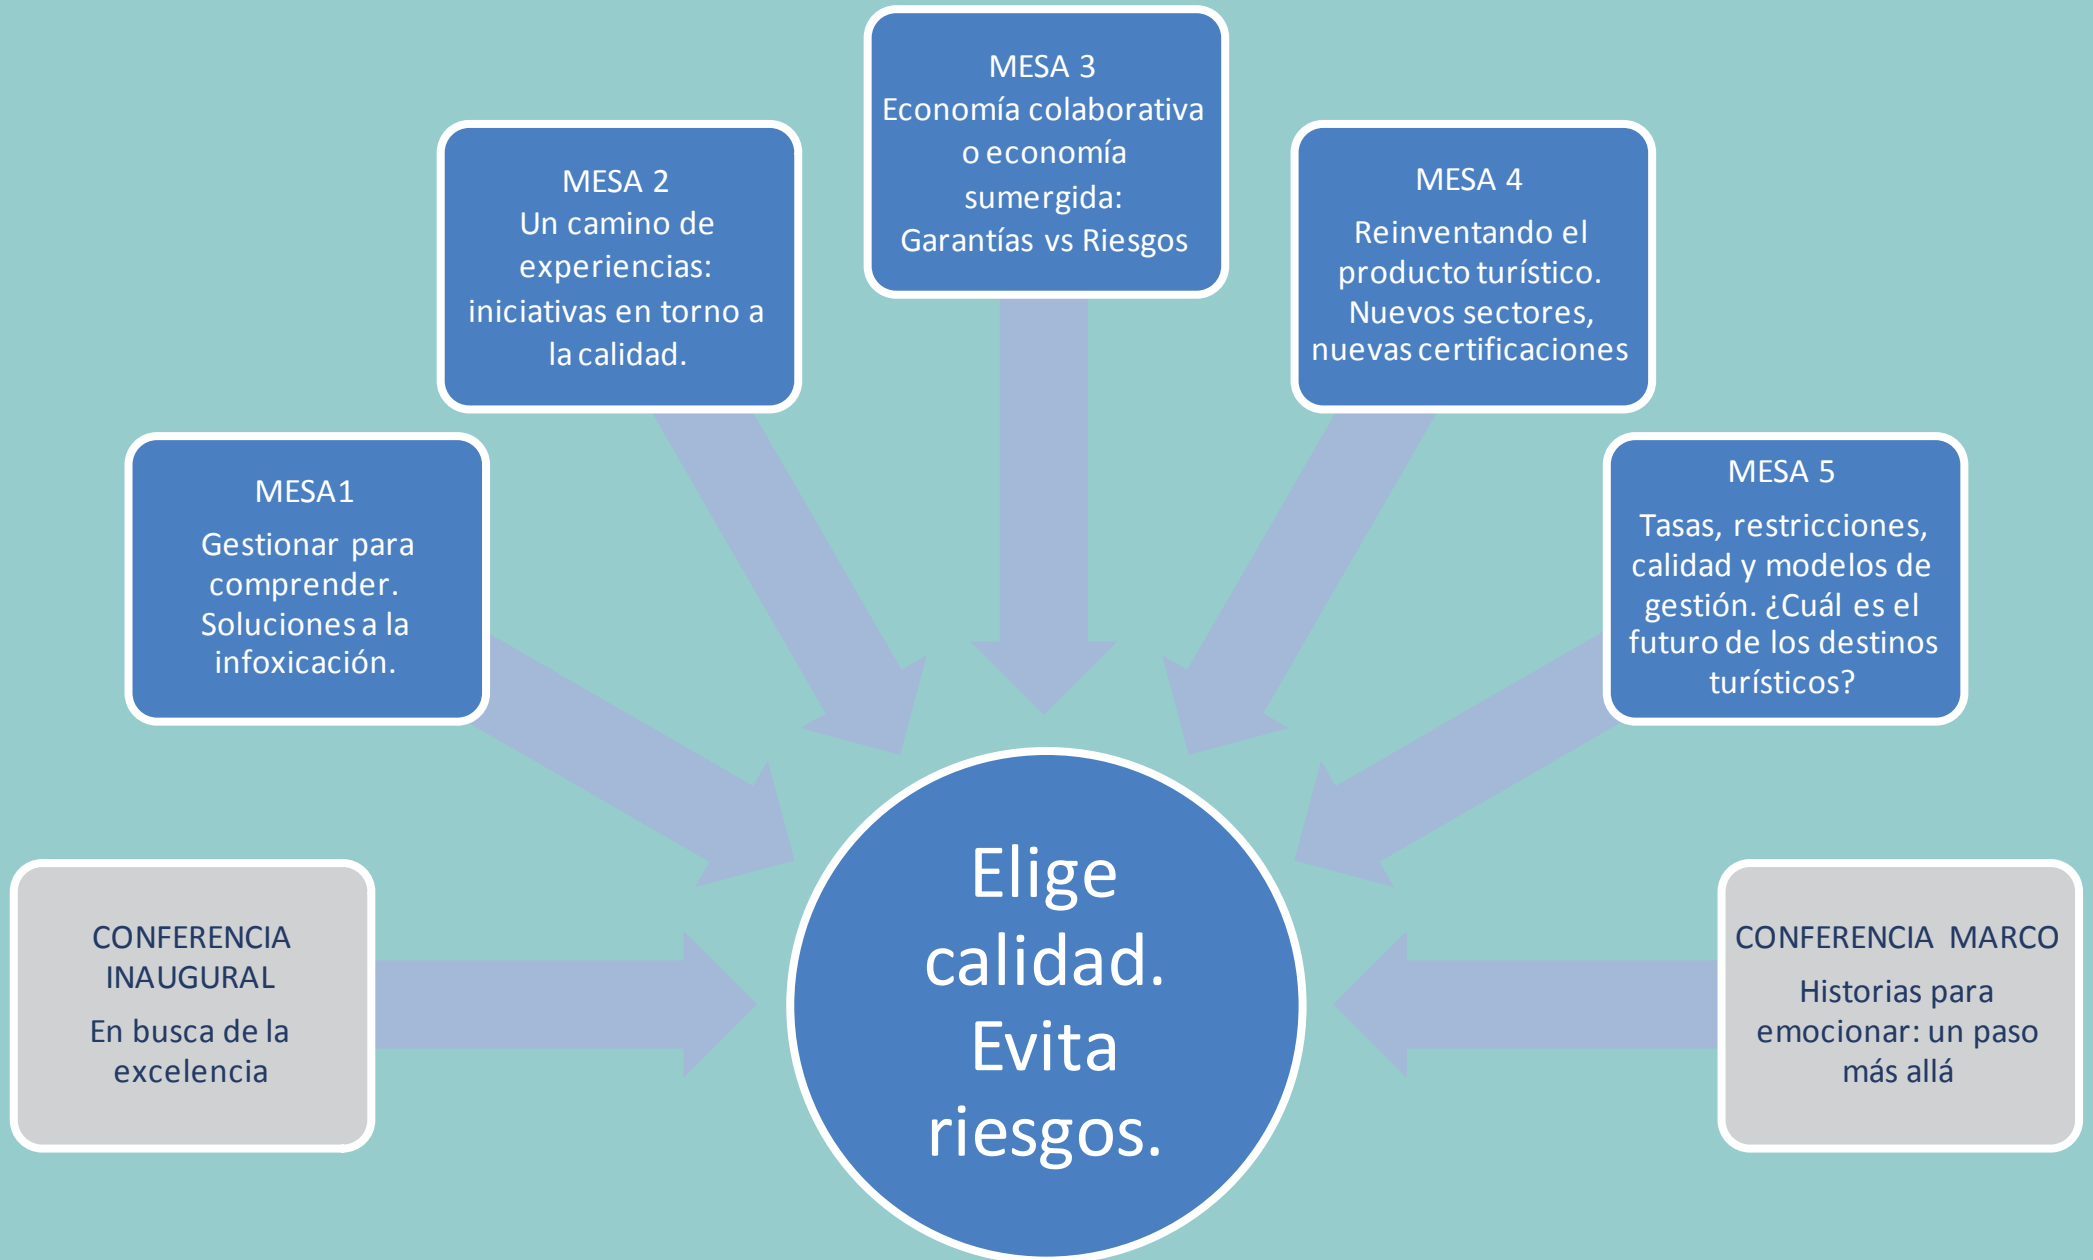 MESA 3
Economía colaborativa
o economía
sumergida:
Garantías vs Riesgos
MESA 2
Un camino de
experiencias:
iniciativas en torno a
la calidad.
MESA 4
Reinventando el
producto turístico.
Nuevos sectores,
nuevas certificaciones
MESA1
Gestionar para
comprender.
Soluciones a la
infoxicación.
MESA 5
Tasas, restricciones,
calidad y modelos de
gestión. ¿Cuál es el
futuro de los destinos
turísticos?
CONFERENCIA
INAUGURAL
En busca de la
excelencia
Elige
calidad.
Evita
riesgos.
CONFERENCIA MARCO
Historias para
emocionar: un paso
más allá